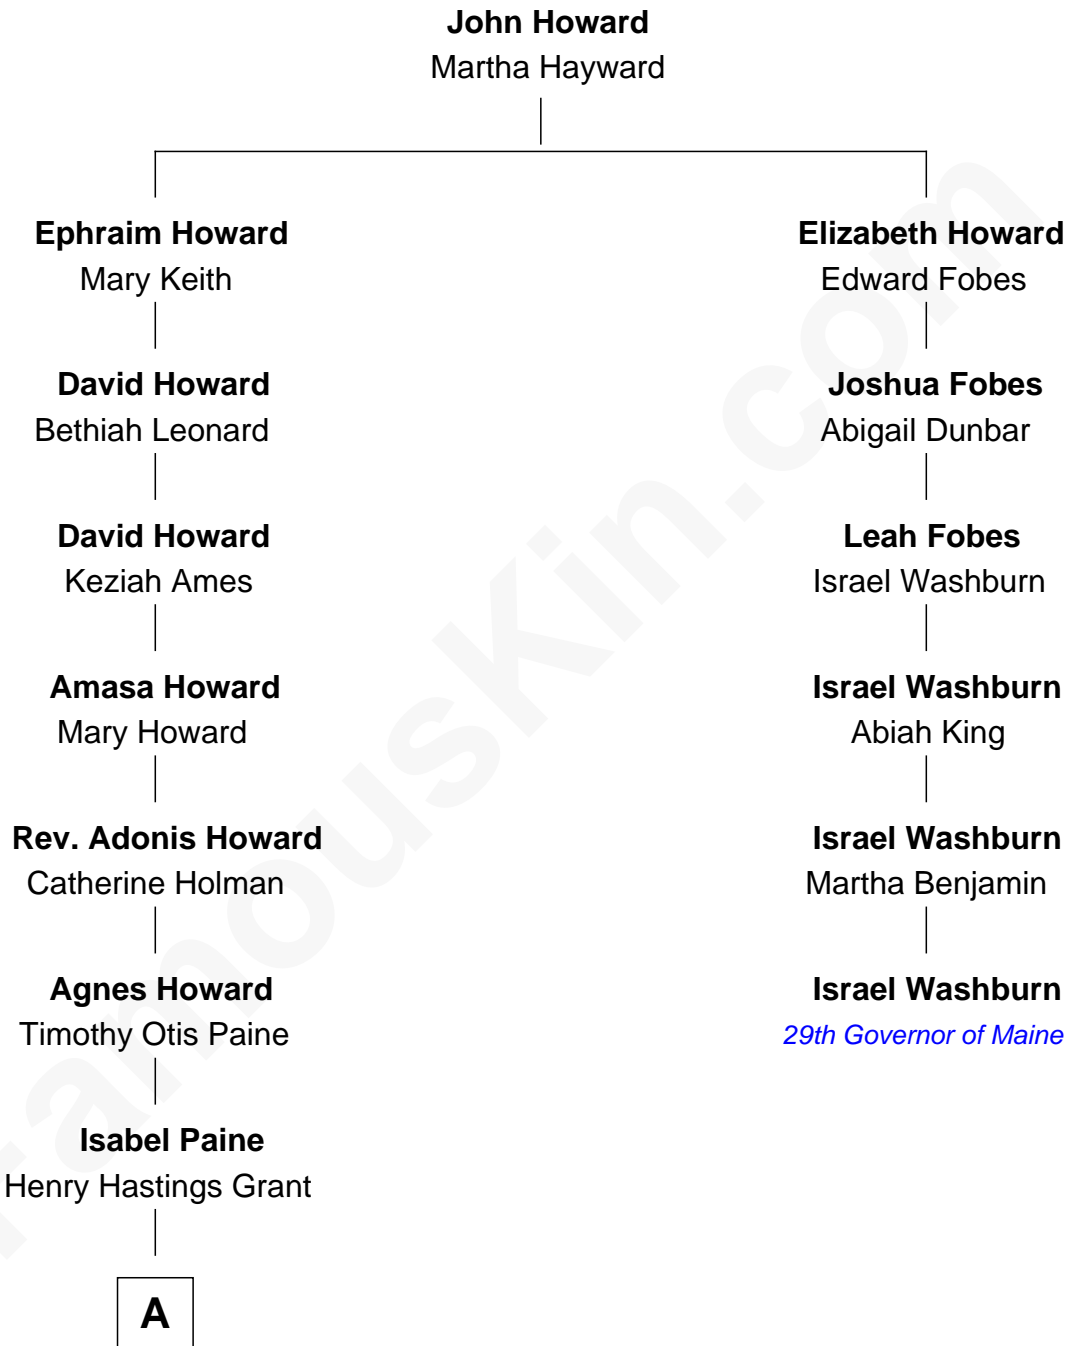 John Howard
Martha Hayward
Ephraim Howard
Mary Keith
Elizabeth Howard
Edward Fobes
David Howard
Bethiah Leonard
Joshua Fobes
Abigail Dunbar
David Howard
Keziah Ames
Leah Fobes
Israel Washburn
Amasa Howard
Mary Howard
Israel Washburn
Abiah King
Rev. Adonis Howard
Catherine Holman
Israel Washburn
Martha Benjamin
Agnes Howard
Timothy Otis Paine
Israel Washburn
29th Governor of Maine
Isabel Paine
Henry Hastings Grant
A
famouskin.com